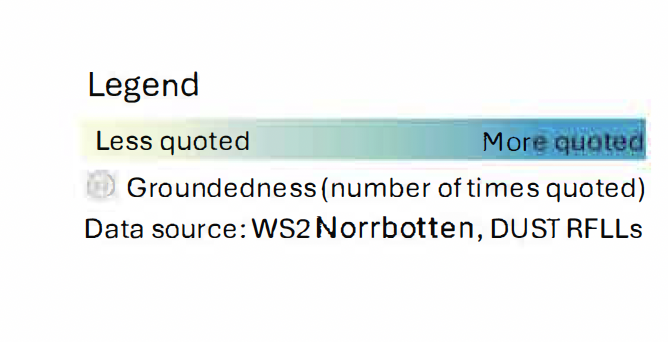 Legend
Less quoted More quoted
Groundedness (number of times quoted)
Data source: WS2 Norrbotten, DUST RFLLs